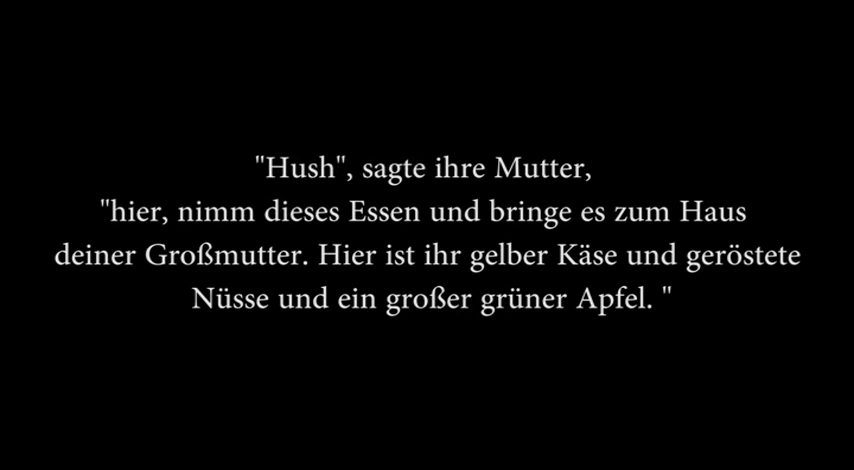 "Hush", sagte ihre Mutter,
"hier, nimm dieses Essen und bringe es zum Haus
deiner Großmutter. Hier ist ihr gelber Käse und geröstete
Nüsse und ein großer grüner Apfel. "